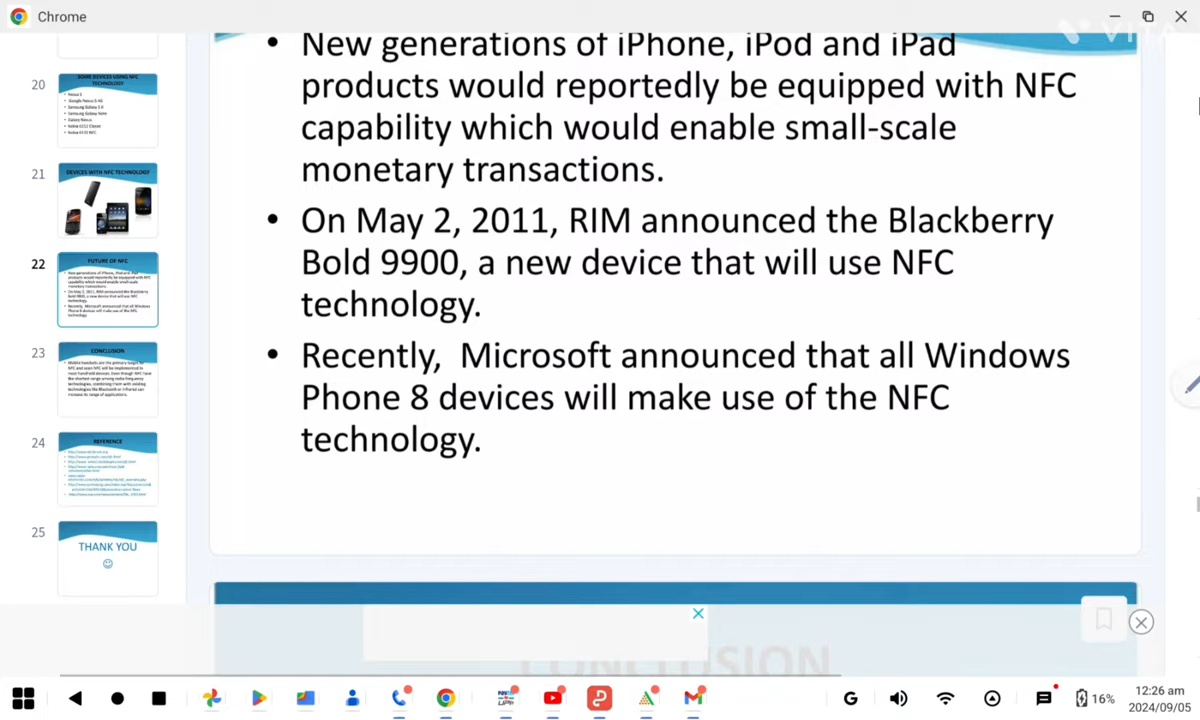 Chrome
VITA
New generations of iPhone, iPod and iPad
products would reportedly be equipped with NFC
capability which would enable small-scale
monetary transactions.
On May 2, 2011, RIM announced the Blackberry
Bold 9900, a new device that will use NFC
technology.
Recently, Microsoft announced that all Windows
Phone 8 devices will make use of the NFC
technology.
CONCLUSION
20
SOME DEVICES USING NFC
TECHNOLOGY
21
DEVICES WITH NFC TECHNOLOGY
22
FUTURE OF NFC
23
CONCLUSION
24
REFERENCE
25
THANK YOU
16%
12:26 am
2024/09/05